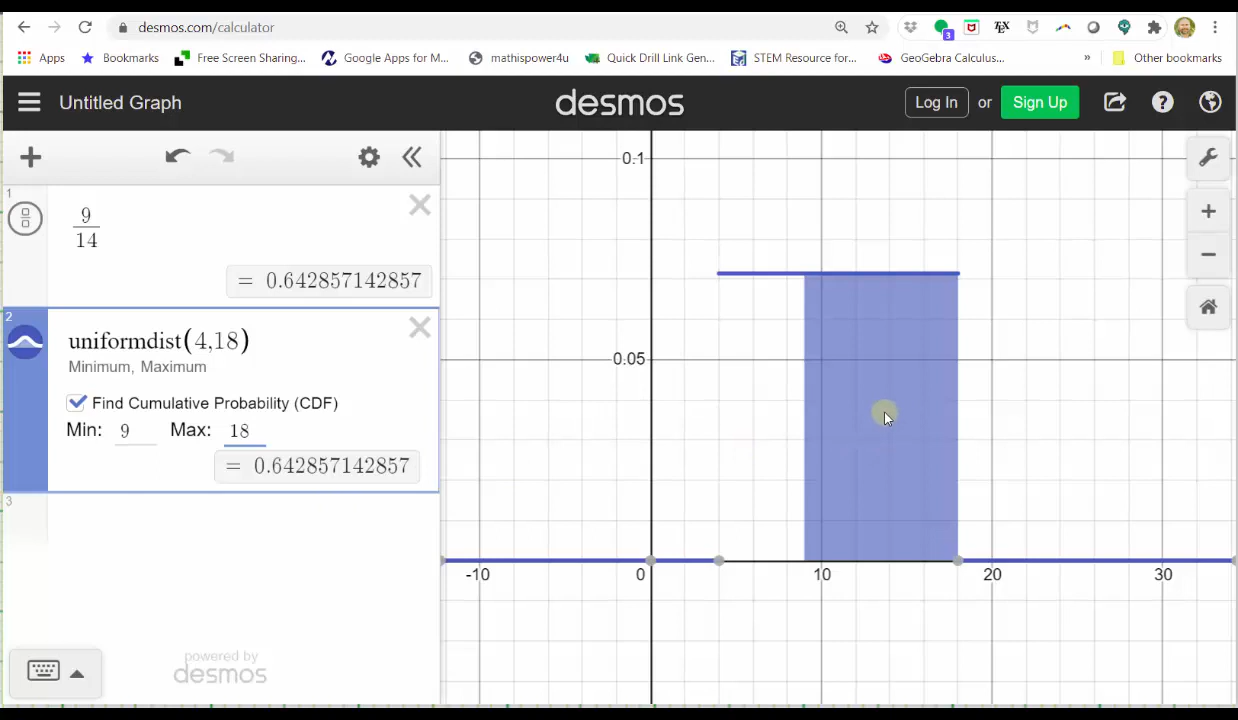 desmos.com/calculator
3
TEX
Apps
Bookmarks
Free Screen Sharing...
Google Apps for M...
mathispower4u
Quick Drill Link Gen...
STEM Resource for...
GeoGebra Calculus...
»
Other bookmarks
Untitled Graph
desmos
Log In
or
Sign Up
1
9
14
= 0.642857142857
2
uniformdist(4,18)
Minimum, Maximum
Find Cumulative Probability (CDF)
Min: 9 Max: 18
= 0.642857142857
3
powered by
desmos
0.1
0.05
-10 0 10 20 30